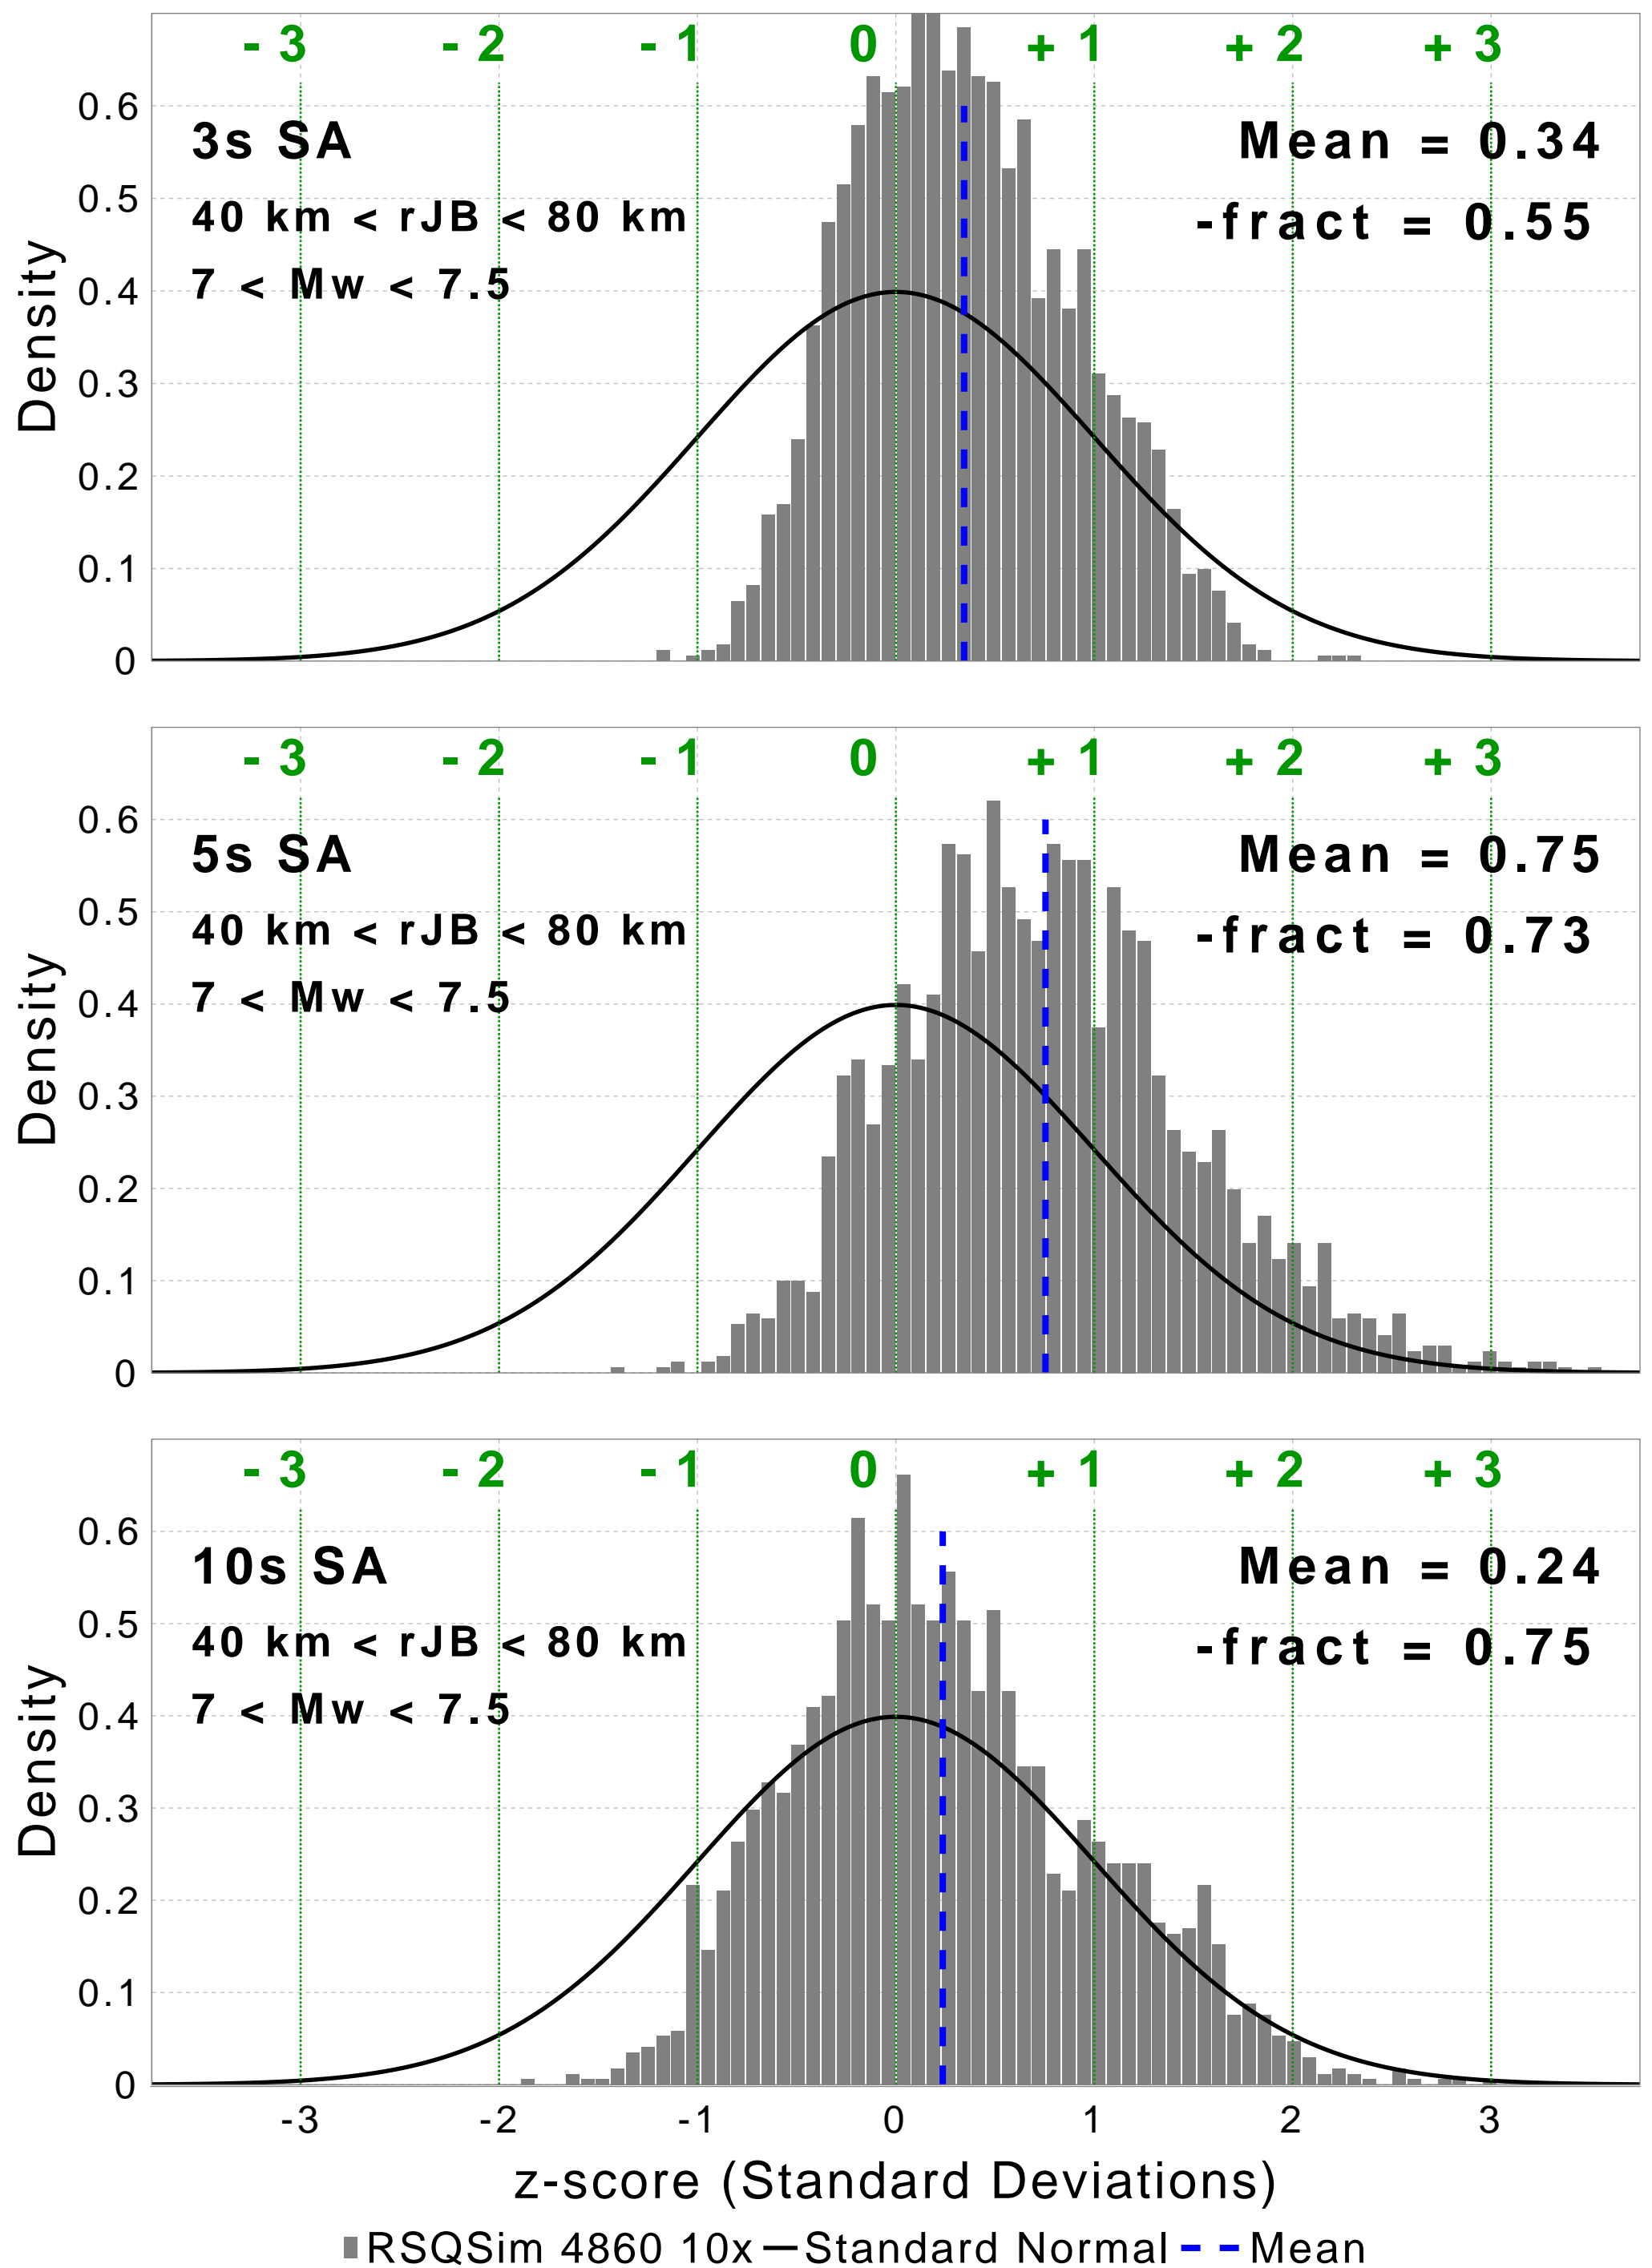 - 3 - 2 - 1 0 + 1 + 2 + 3
0.6
0.5
0.4
0.3
0.2
0.1
0
Density
3s SA
40 km < rJB < 80 km
7 < Mw < 7.5
Mean = 0.34
-fract = 0.55
- 3 - 2 - 1 0 + 1 + 2 + 3
0.6
0.5
0.4
0.3
0.2
0.1
0
Density
5s SA
40 km < rJB < 80 km
7 < Mw < 7.5
Mean = 0.75
-fract = 0.73
- 3 - 2 - 1 0 + 1 + 2 + 3
0.6
0.5
0.4
0.3
0.2
0.1
0
Density
10s SA
40 km < rJB < 80 km
7 < Mw < 7.5
Mean = 0.24
-fract = 0.75
-3 -2 -1 0 1 2 3
z-score (Standard Deviations)
RSQSim 4860 10x Standard Normal Mean